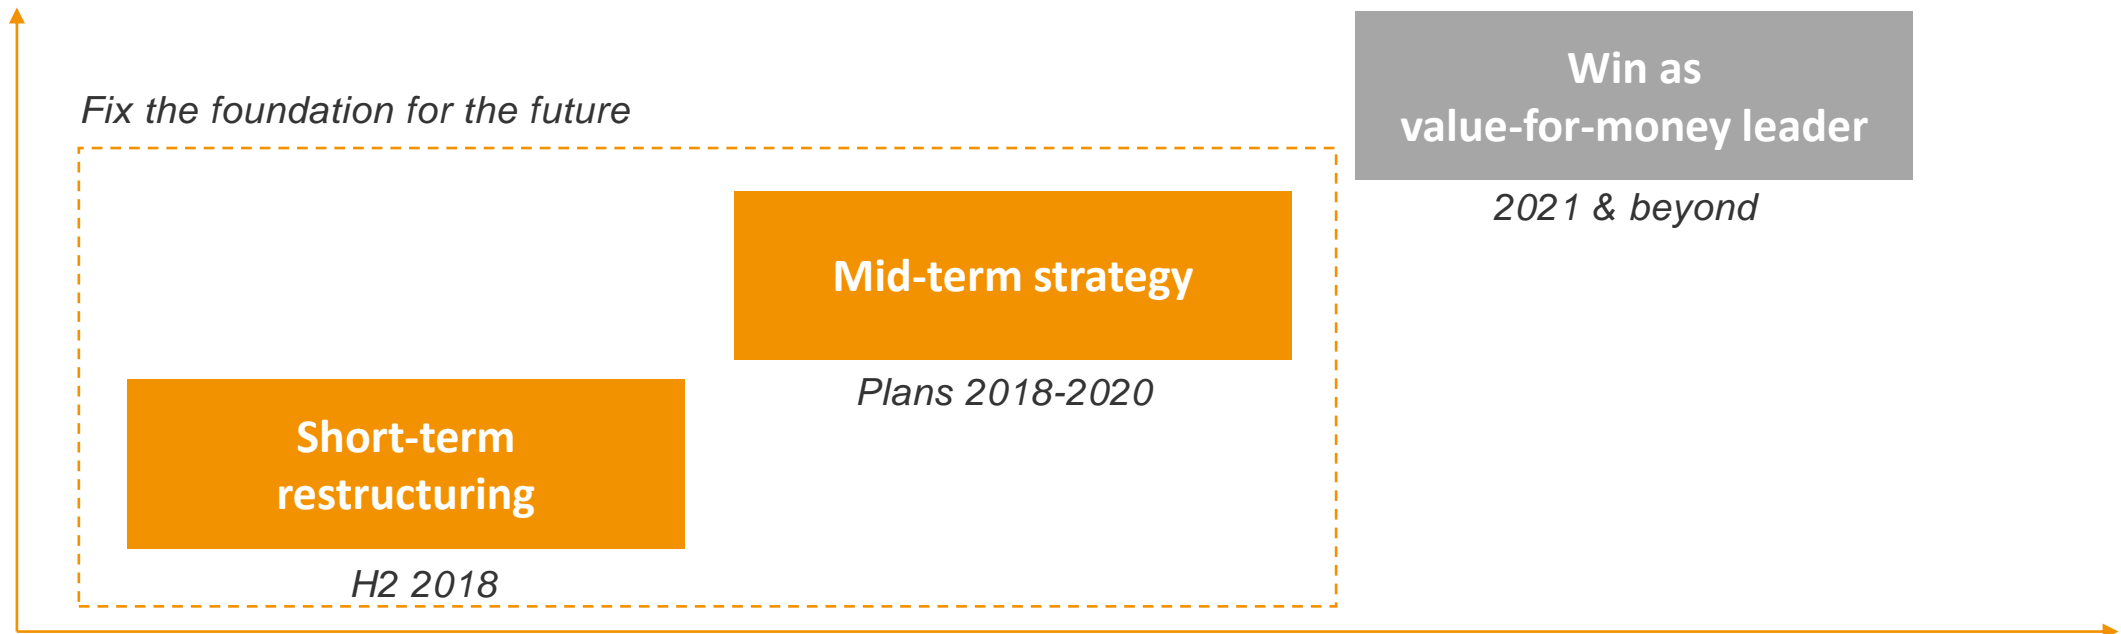 Fix the foundation for the future
Short-term
restructuring
H2 2018
Mid-term strategy
Plans 2018-2020
Win as
value-for-money leader
2021 & beyond